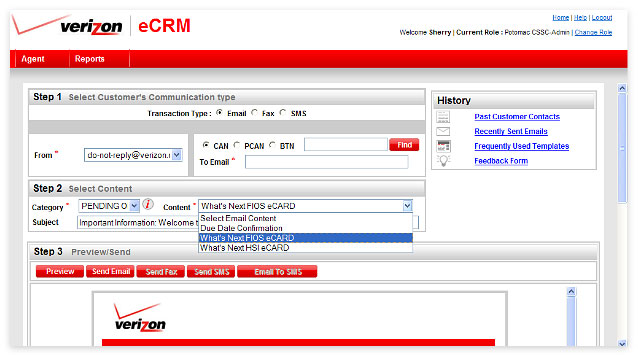 verizon eCRM
Home | Help | Logout
Welcome Sherry | Current Role : Potomac CSSC-Admin | Change Role
Agent Reports
Step 1 Select Customer's Communication type
Transaction Type : Email Fax SMS
From * do-not-reply@verizon.r
CAN PCAN BTN Find
To Email *
History
Past Customer Contacts
Recently Sent Emails
Frequently Used Templates
Feedback Form
Step 2 Select Content
Category * PENDING O i Content * What's Next FIOS eCARD
Select Email Content
Due Date Confirmation
What's Next FIOS eCARD
What's Next HSI eCARD
Subject Important Information: Welcome
Step 3 Preview/Send
Preview Send Email Send Fax Send SMS Email To SMS
verizon